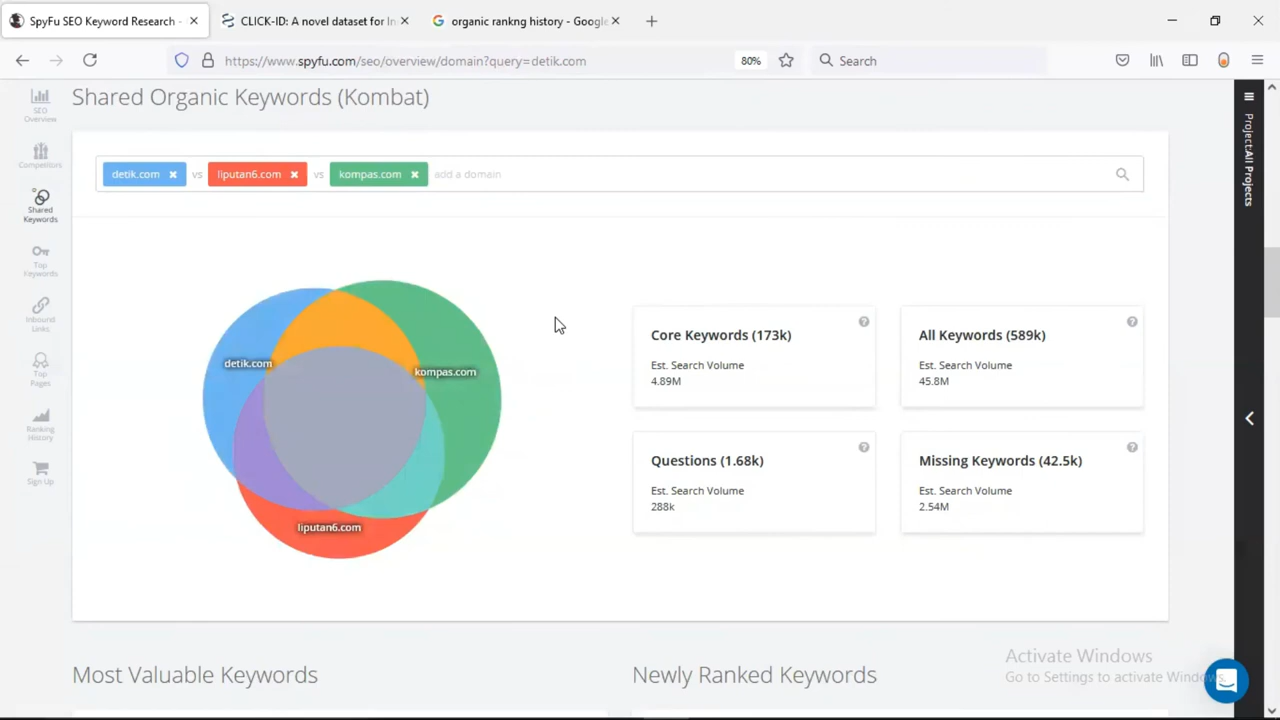 SpyFu SEO Keyword Research -
CLICK-ID: A novel dataset for In
organic rankng history - Google
https://www.spyfu.com/seo/overview/domain?query=detik.com
80%
Search
Shared Organic Keywords (Kombat)
SEO
Overview
Competitors
Shared
Keywords
Top
Keywords
Inbound
Links
Top
Pages
Ranking
History
Sign Up
detik.com
vs
liputan6.com
vs
kompas.com
add a domain
detik.com
kompas.com
liputan6.com
Core Keywords (173k)
Est. Search Volume
4.89M
All Keywords (589k)
Est. Search Volume
45.8M
Questions (1.68k)
Est. Search Volume
288k
Missing Keywords (42.5k)
Est. Search Volume
2.54M
Project:All Projects
Most Valuable Keywords
Newly Ranked Keywords
Activate Windows
Go to Settings to activate Windows.